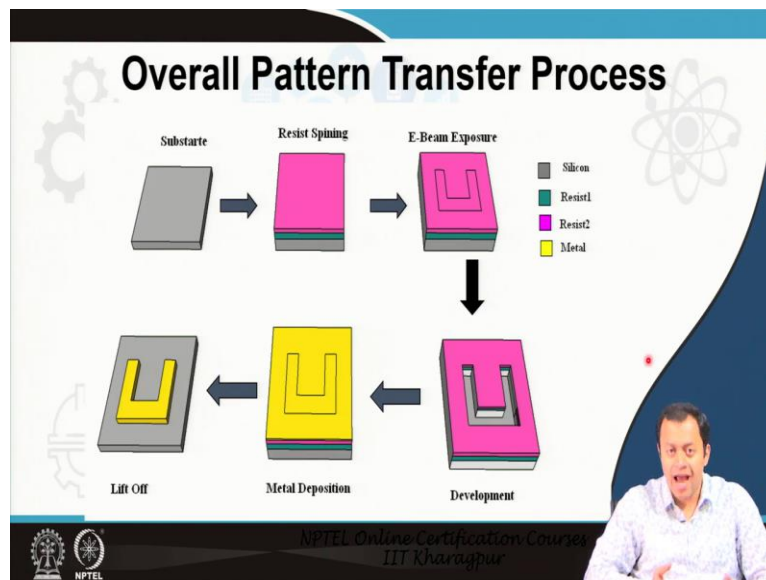 Overall Pattern Transfer Process
Substarte
Resist Spining
E-Beam Exposure
Silicon
Resist1
Resist2
Metal
Lift Off
Metal Deposition
Development
NPTEL
NPTEL Online Certification Courses
IIT Kharagpur